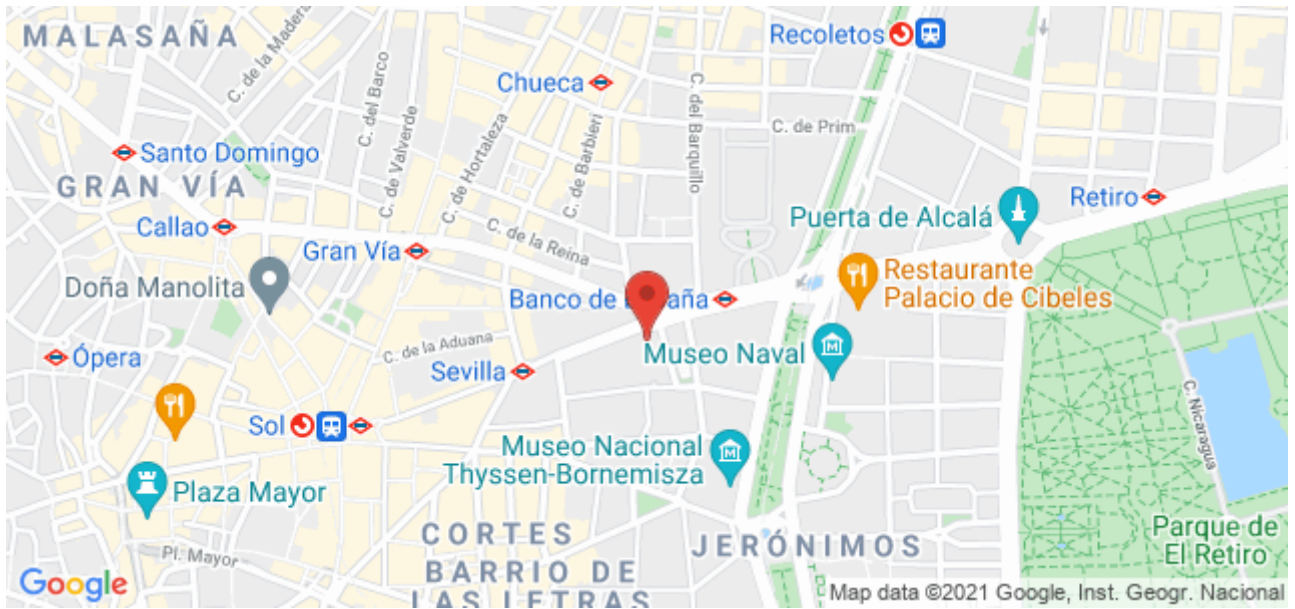 MALASAÑA
C. de la Madera
C. del Barco
C. de Valverde
C. de Hortaleza
Chueca
C. de Barbieri
C. del Barquillo
Recoletos
C. de Prim
Santo Domingo
GRAN VÍA
Callao
Gran Vía
C. de la Reina
Puerta de Alcalá
Retiro
Doña Manolita
Banco de España
Restaurante
Palacio de Cibeles
Ópera
C. de la Aduana
Sevilla
Museo Naval
M
C. Nicaragua
Sol
Museo Nacional
Thyssen-Bornemisza
M
Plaza Mayor
Pl. Mayor
CORTES
BARRIO DE
LAS LETRAS
JERÓNIMOS
Parque de
El Retiro
Google
Map data ©2021 Google, Inst. Geogr. Nacional